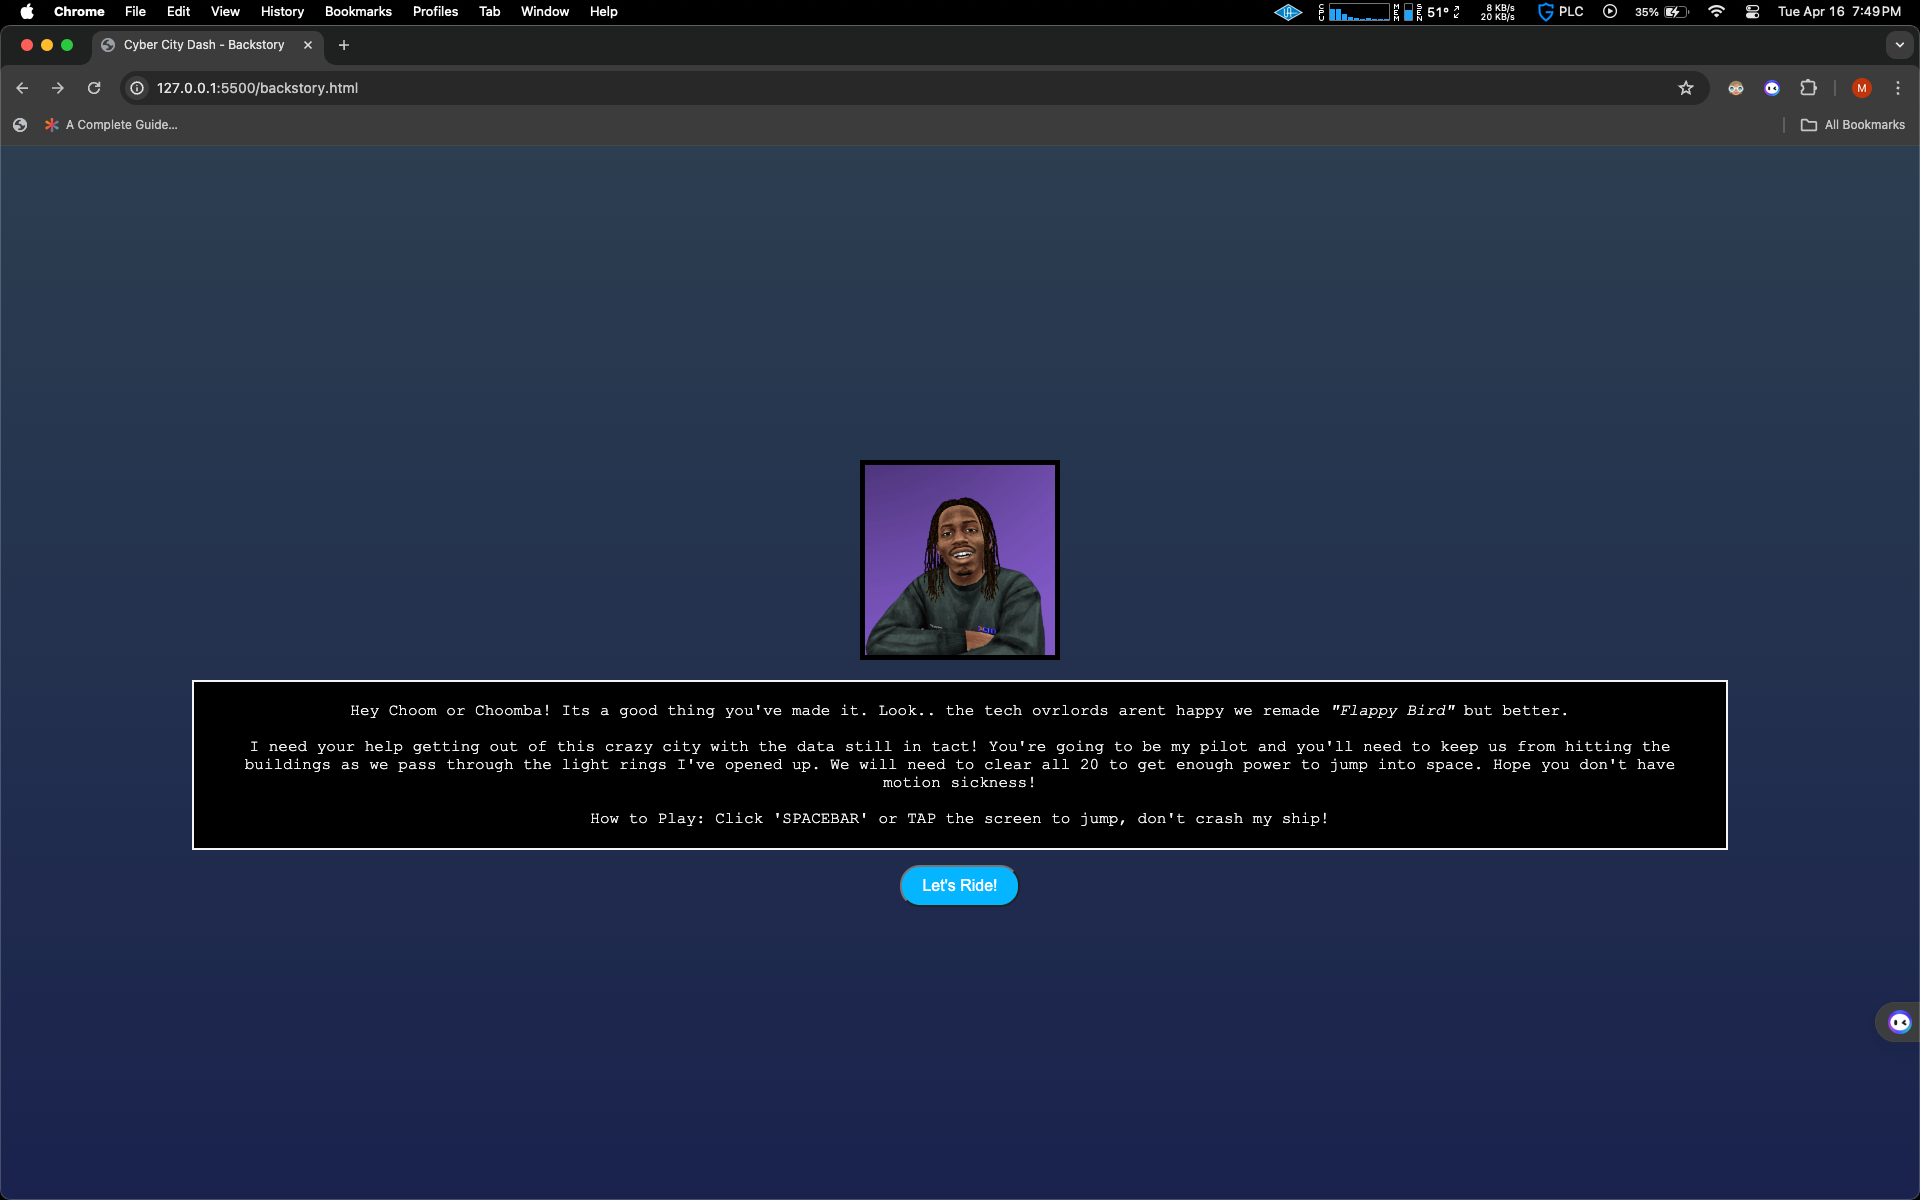 Chrome File Edit View History Bookmarks Profiles Tab Window Help CPU MEM SEN 51° 8 KB/s 20 KB/s PLC 35% Tue Apr 16 7:49 PM
Cyber City Dash - Backstory
127.0.0.1:5500/backstory.html M
A Complete Guide... All Bookmarks
Hey Choom or Choomba! Its a good thing you've made it. Look.. the tech ovrlords arent happy we remade "Flappy Bird" but better.
I need your help getting out of this crazy city with the data still in tact! You're going to be my pilot and you'll need to keep us from hitting the
buildings as we pass through the light rings I've opened up. We will need to clear all 20 to get enough power to jump into space. Hope you don't have
motion sickness!
How to Play: Click 'SPACEBAR' or TAP the screen to jump, don't crash my ship!
Let's Ride!